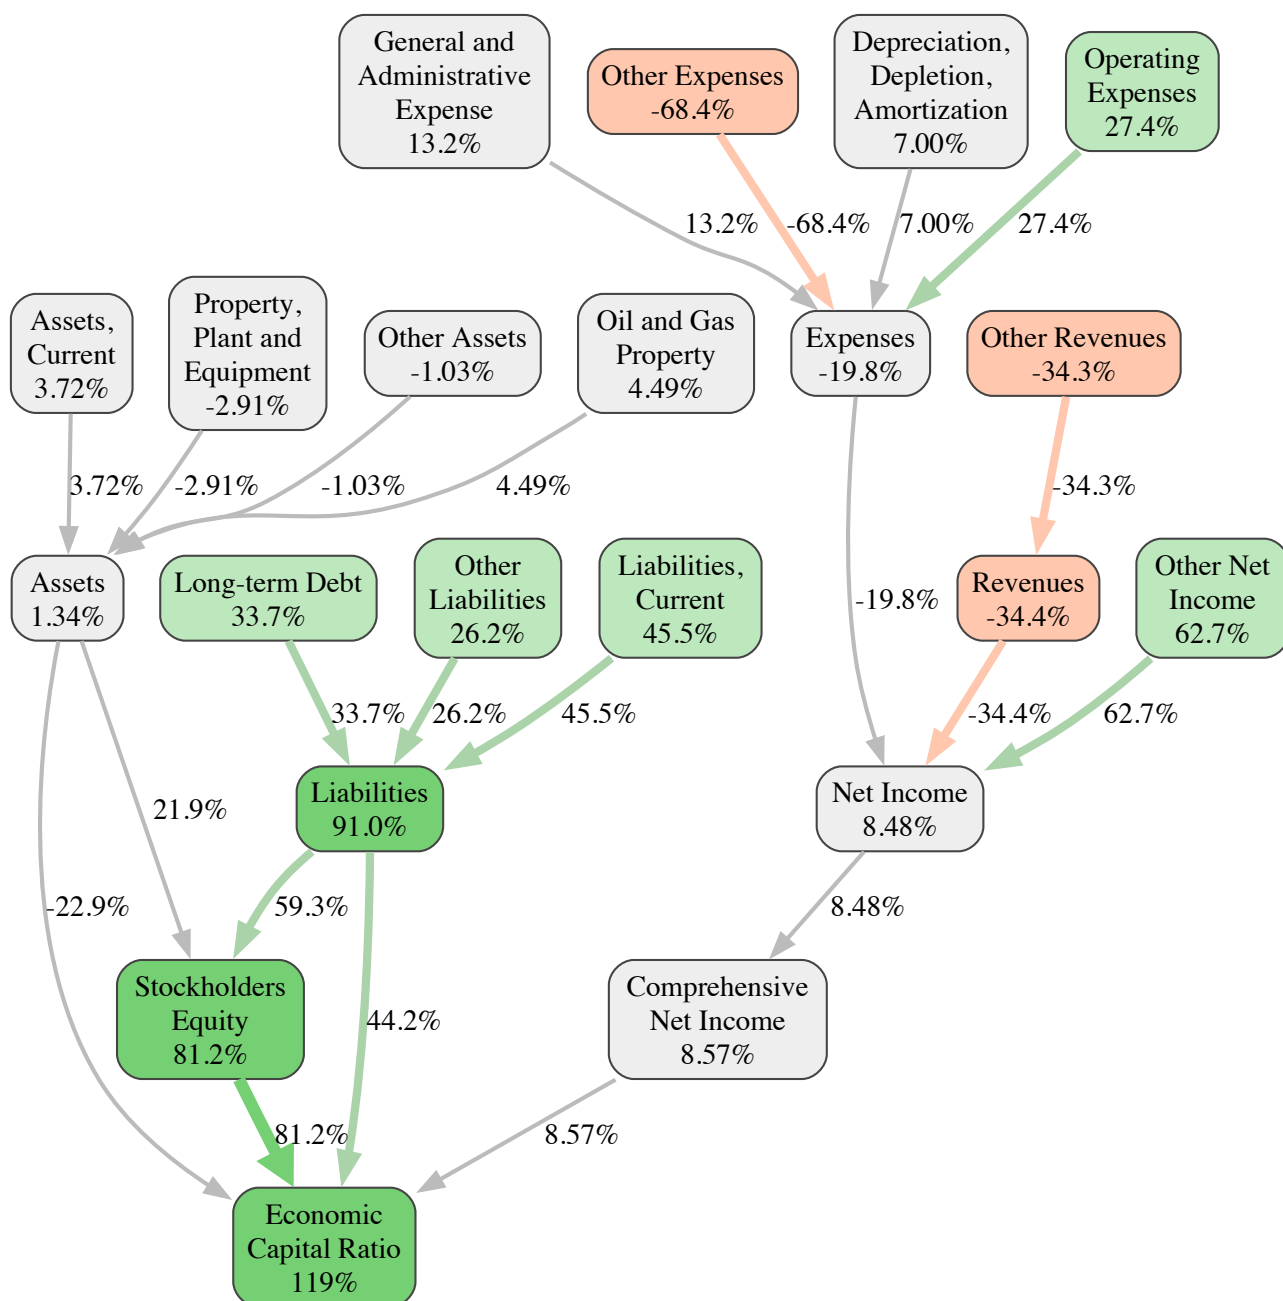 General and
Administrative
Expense
13.2%
Other Expenses
-68.4%
Depreciation,
Depletion,
Amortization
7.00%
Operating
Expenses
27.4%
13.2%
-68.4%
7.00%
27.4%
Assets,
Current
3.72%
Property,
Plant and
Equipment
-2.91%
Other Assets
-1.03%
Oil and Gas
Property
4.49%
Expenses
-19.8%
Other Revenues
-34.3%
3.72%
-2.91%
-1.03%
4.49%
-34.3%
Assets
1.34%
Long-term Debt
33.7%
Other
Liabilities
26.2%
Liabilities,
Current
45.5%
-19.8%
Revenues
-34.4%
Other Net
Income
62.7%
33.7%
26.2%
45.5%
-34.4%
62.7%
21.9%
Liabilities
91.0%
Net Income
8.48%
-22.9%
59.3%
8.48%
Stockholders
Equity
81.2%
44.2%
Comprehensive
Net Income
8.57%
81.2%
8.57%
Economic
Capital Ratio
119%